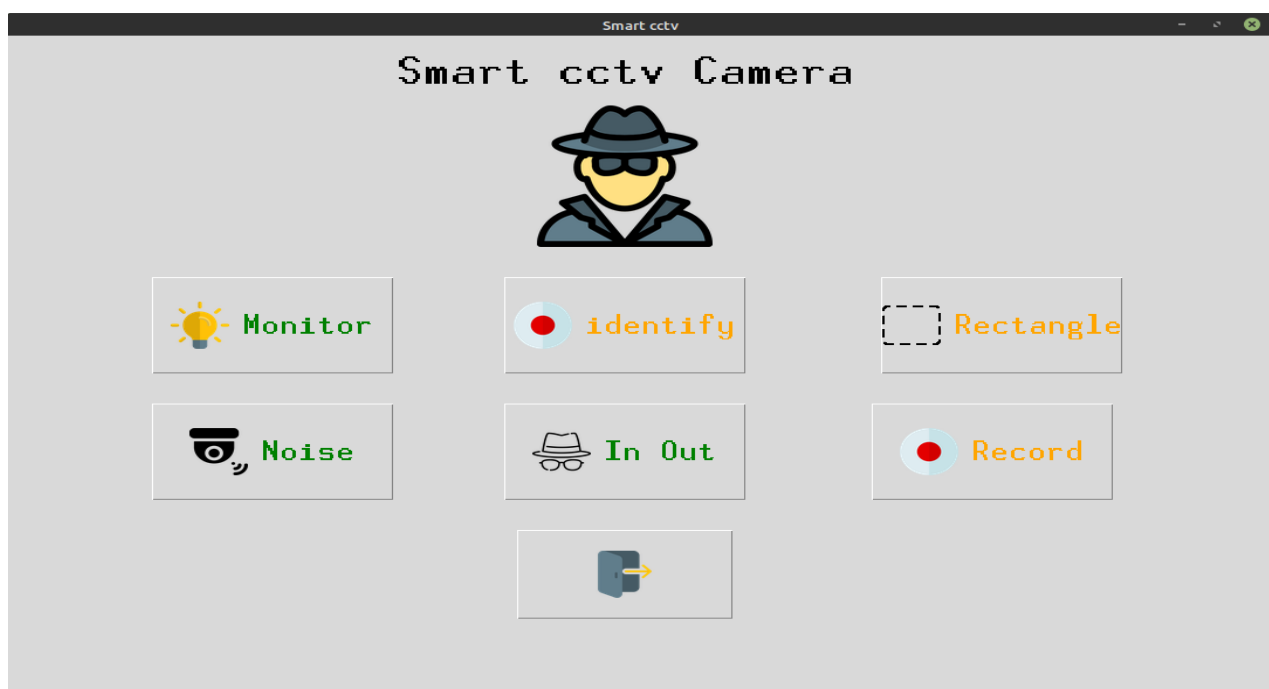 Smart cctv
Smart cctv Camera
Monitor
identify
Rectangle
Noise
In Out
Record